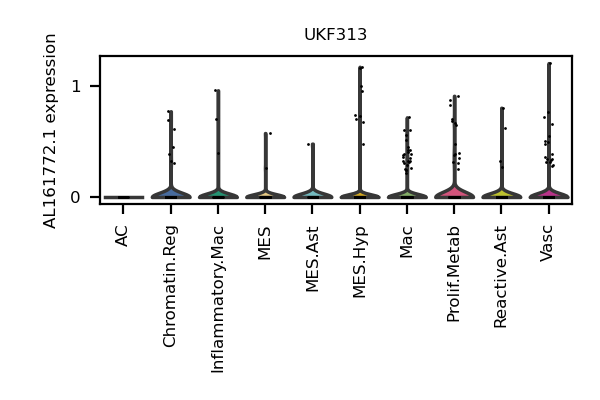 UKF313
AL161772.1 expression
1
0
AC
Chromatin.Reg
Inflammatory.Mac
MES
MES.Ast
MES.Hyp
Mac
Prolif.Metab
Reactive.Ast
Vasc